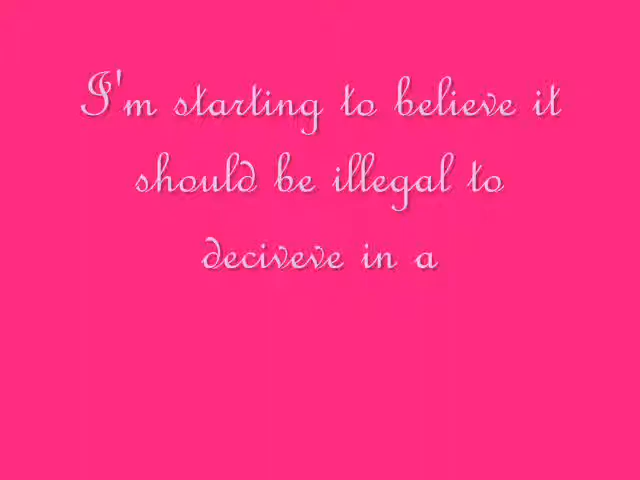 I'm starting to believe it
should be illegal to
deciveve in a